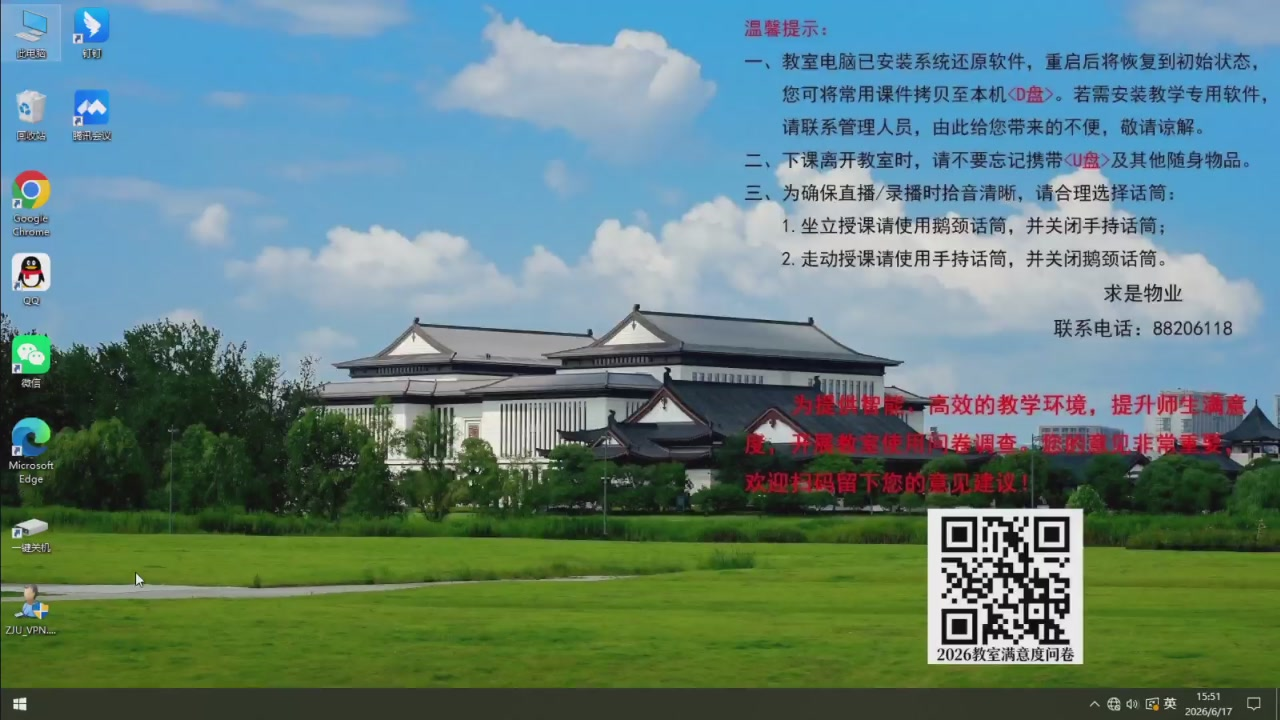 此电脑
钉钉
回收站
腾讯会议
Google
Chrome
QQ
微信
Microsoft
Edge
一键关机
ZJU_VPN....
温馨提示：
一、教室电脑已安装系统还原软件，重启后将恢复到初始状态，
您可将常用课件拷贝至本机<D盘>。若需安装教学专用软件，
请联系管理人员，由此给您带来的不便，敬请谅解。
二、下课离开教室时，请不要忘记携带<U盘>及其他随身物品。
三、为确保直播/录播时拾音清晰，请合理选择话筒：
1.坐立授课请使用鹅颈话筒，并关闭手持话筒；
2.走动授课请使用手持话筒，并关闭鹅颈话筒。
求是物业
联系电话：88206118
为提供智能、高效的教学环境，提升师生满意
度，开展教室使用问卷调查。您的意见非常重要，
欢迎扫码留下您的意见建议！
2026教室满意度问卷
英
15:51
2026/6/17